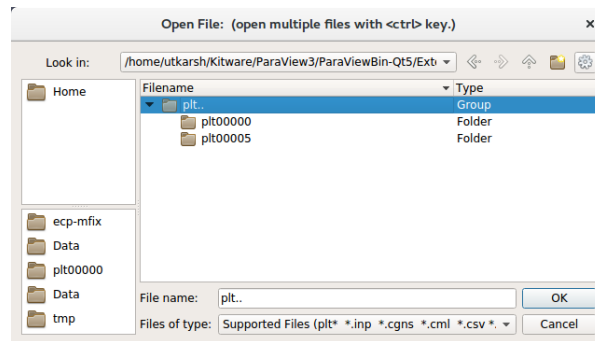 Open File: (open multiple files with <ctrl> key.)
Look in: /home/utkarsh/Kitware/ParaView3/ParaViewBin-Qt5/Exte
Home
Filename Type
plt.. Group
plt00000 Folder
plt00005 Folder
ecp-mfix
Data
plt00000
Data
tmp
File name: plt.. OK
Files of type: Supported Files (plt* *.inp *.cgns *.cml *.csv *. Cancel